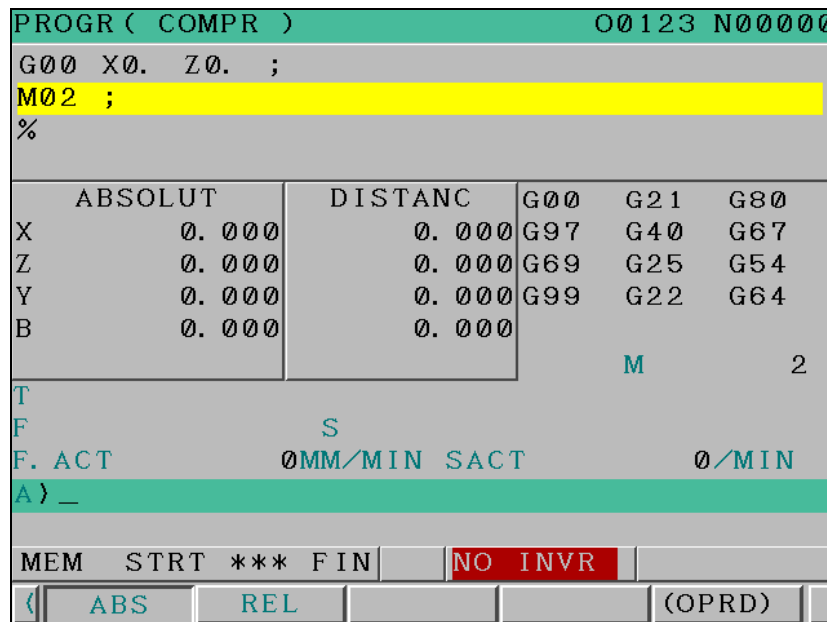 PROGR ( COMPR ) O0123 N00000
G00 X0. Z0. ;
M02 ;
%
ABSOLUT DISTANC G00 G21 G80
X 0.000 0.000 G97 G40 G67
Z 0.000 0.000 G69 G25 G54
Y 0.000 0.000 G99 G22 G64
B 0.000 0.000
M 2
T
F S
F. ACT 0MM/MIN SACT 0/MIN
A⟩_
MEM STRT *** FIN NO INVR
⟨ ABS REL (OPRD)